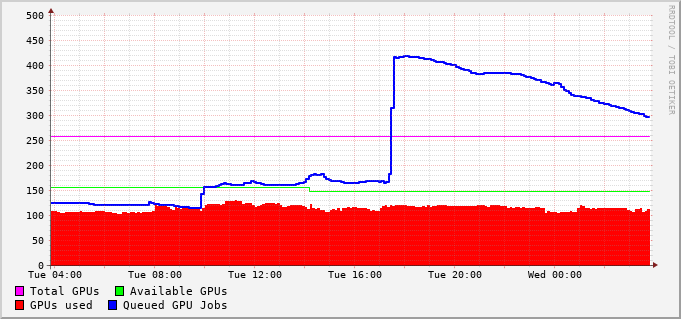 500
450
400
350
300
250
200
150
100
50
0
Tue 04:00 Tue 08:00 Tue 12:00 Tue 16:00 Tue 20:00 Wed 00:00
Total GPUs Available GPUs
GPUs used Queued GPU Jobs
RRDTOOL / TOBI OETIKER